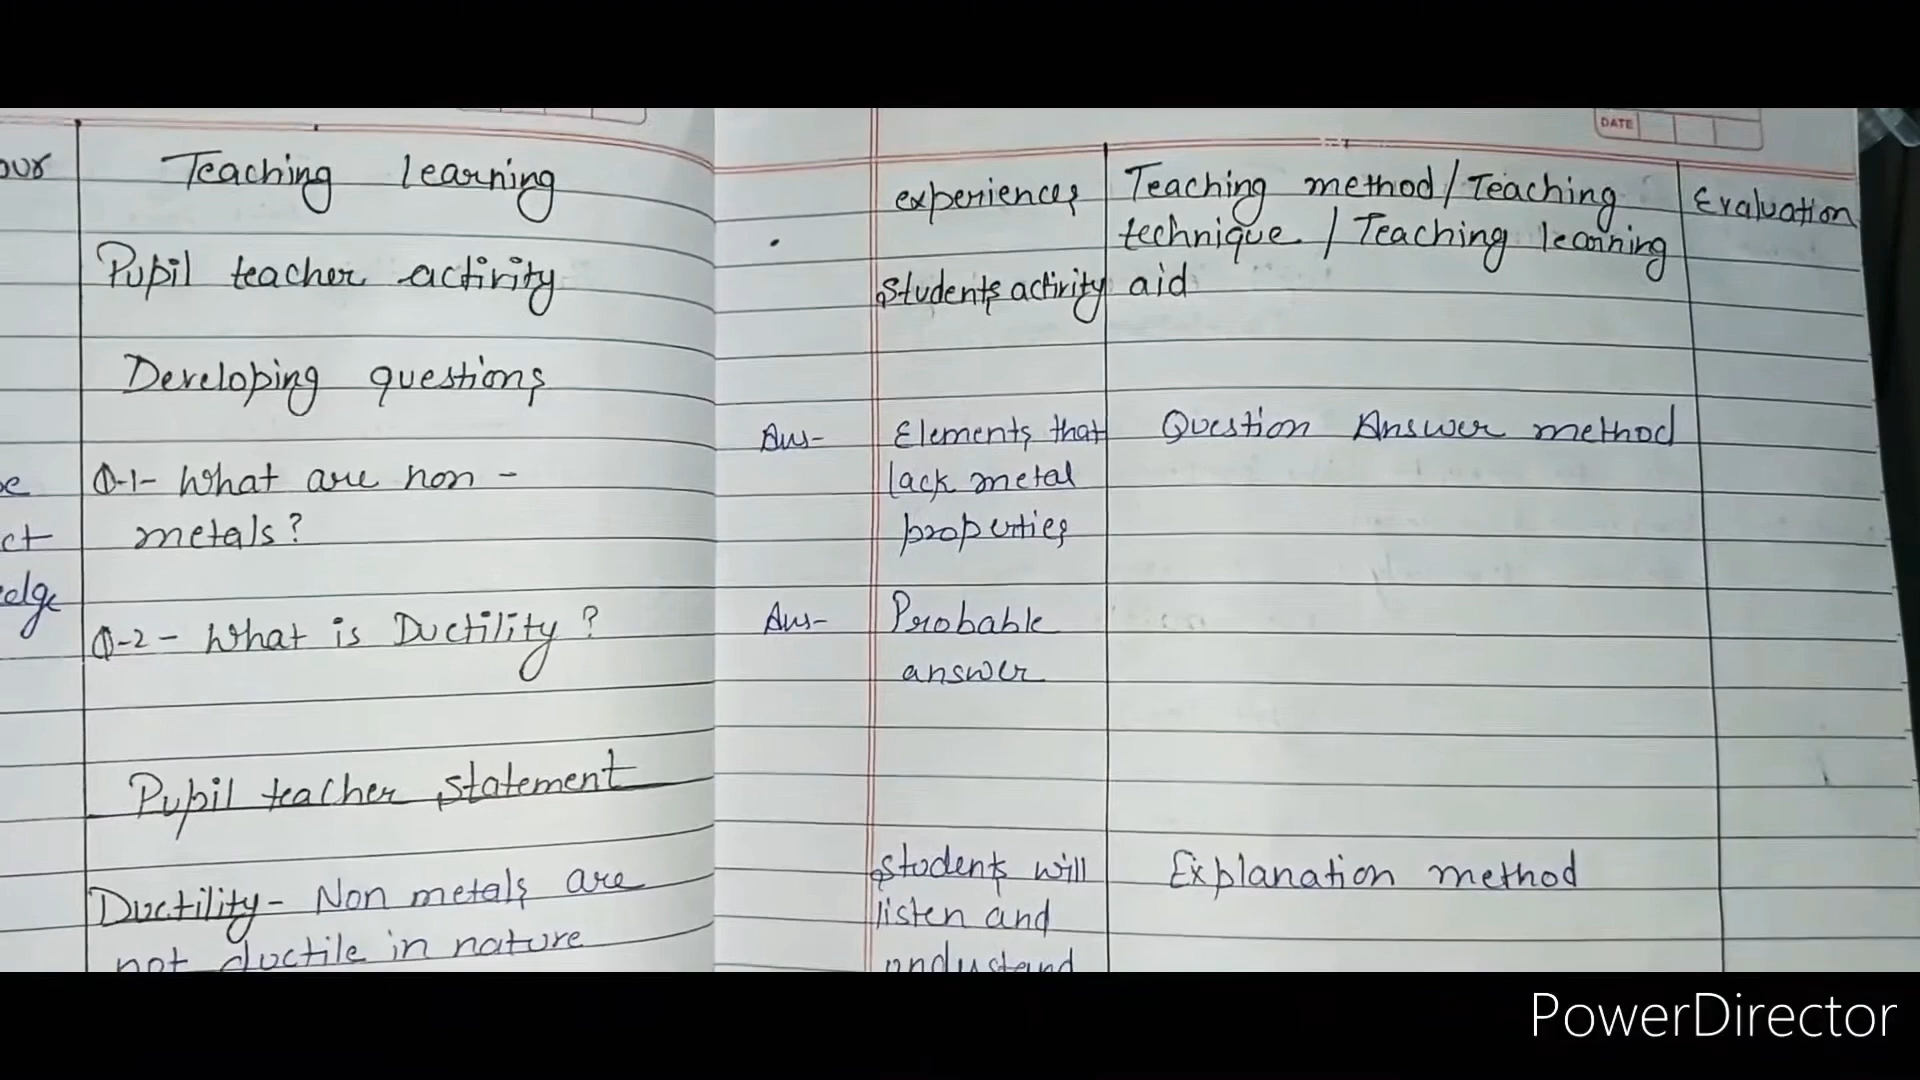 our
Teaching learning
Pupil teacher activity
Developing questions
Q-1- What are non -
metals?
Q-2- What is Ductility?
Pupil teacher statement
Ductility- Non metals are
not ductile in nature
DATE
experiences
Students activity
Ans- Elements that
lack metal
properties
Ans- Probable
answer
students will
listen and
understand
Teaching method/Teaching
technique / Teaching learning
aid
Question Answer method
Explanation method
Evaluation
PowerDirector